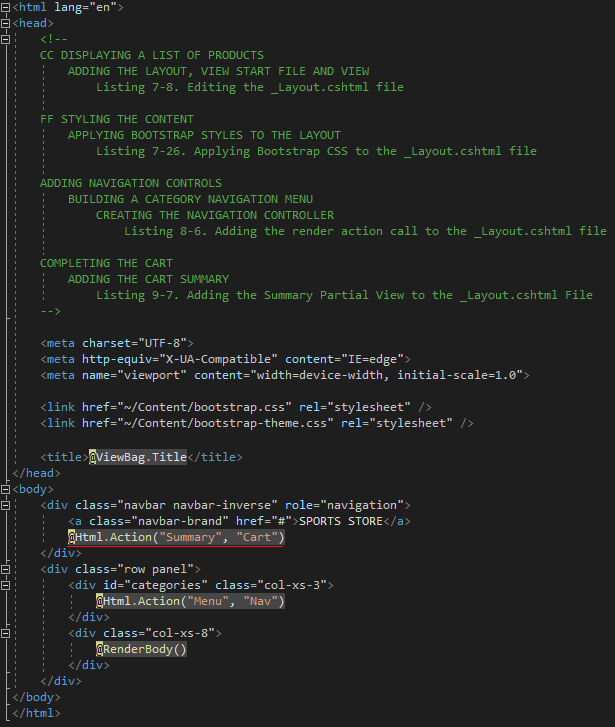 <html lang="en">
<head>
<!--
CC DISPLAYING A LIST OF PRODUCTS
ADDING THE LAYOUT, VIEW START FILE AND VIEW
Listing 7-8. Editing the _Layout.cshtml file
FF STYLING THE CONTENT
APPLYING BOOTSTRAP STYLES TO THE LAYOUT
Listing 7-26. Applying Bootstrap CSS to the _Layout.cshtml file
ADDING NAVIGATION CONTROLS
BUILDING A CATEGORY NAVIGATION MENU
CREATING THE NAVIGATION CONTROLLER
Listing 8-6. Adding the render action call to the _Layout.cshtml file
COMPLETING THE CART
ADDING THE CART SUMMARY
Listing 9-7. Adding the Summary Partial View to the _Layout.cshtml File
-->
<meta charset="UTF-8">
<meta http-equiv="X-UA-Compatible" content="IE=edge">
<meta name="viewport" content="width=device-width, initial-scale=1.0">
<link href="~/Content/bootstrap.css" rel="stylesheet" />
<link href="~/Content/bootstrap-theme.css" rel="stylesheet" />
<title>@ViewBag.Title</title>
</head>
<body>
<div class="navbar navbar-inverse" role="navigation">
<a class="navbar-brand" href="#">SPORTS STORE</a>
@Html.Action("Summary", "Cart")
</div>
<div class="row panel">
<div id="categories" class="col-xs-3">
@Html.Action("Menu", "Nav")
</div>
<div class="col-xs-8">
@RenderBody()
</div>
</div>
</body>
</html>